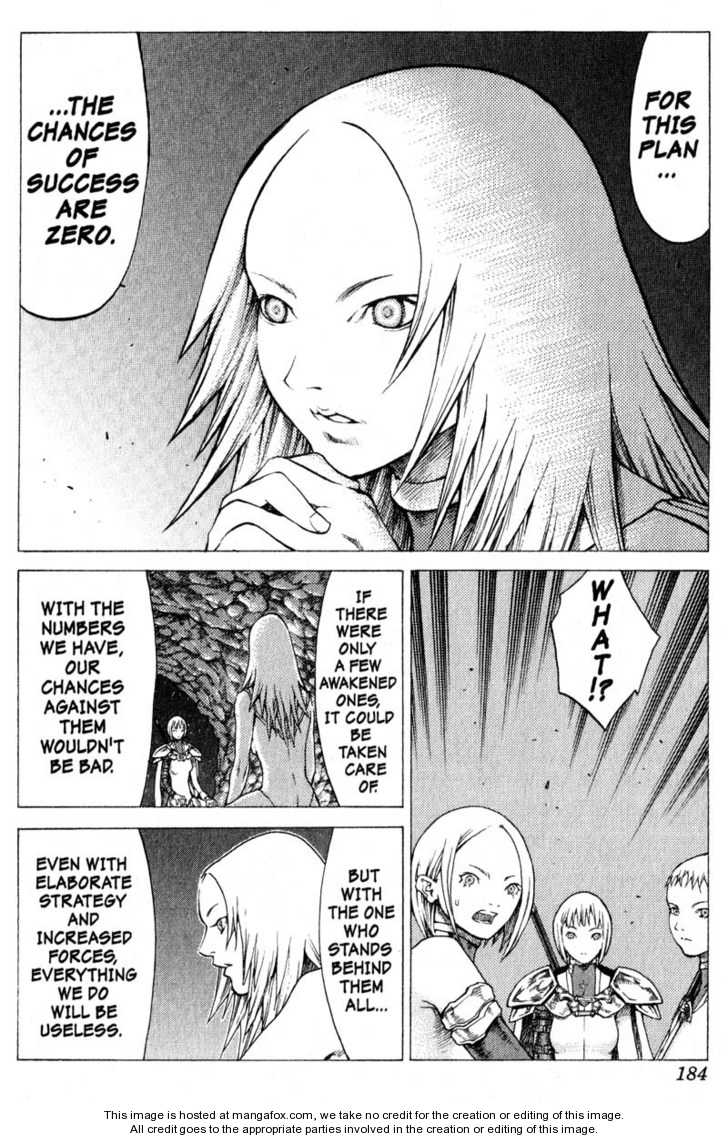 FOR
THIS
PLAN
...
...THE
CHANCES
OF
SUCCESS
ARE
ZERO.
WHAT!?
IF
THERE
WERE
ONLY
A FEW
AWAKENED
ONES,
IT COULD
BE
TAKEN
CARE
OF.
WITH THE
NUMBERS
WE HAVE,
OUR
CHANCES
AGAINST
THEM
WOULDN'T
BE BAD.
BUT
WITH
THE ONE
WHO
STANDS
BEHIND
THEM
ALL...
EVEN WITH
ELABORATE
STRATEGY
AND
INCREASED
FORCES,
EVERYTHING
WE DO
WILL BE
USELESS.
184
This image is hosted at mangafox.com, we take no credit for the creation or editing of this image.
All credit goes to the appropriate parties involved in the creation or editing of this image.